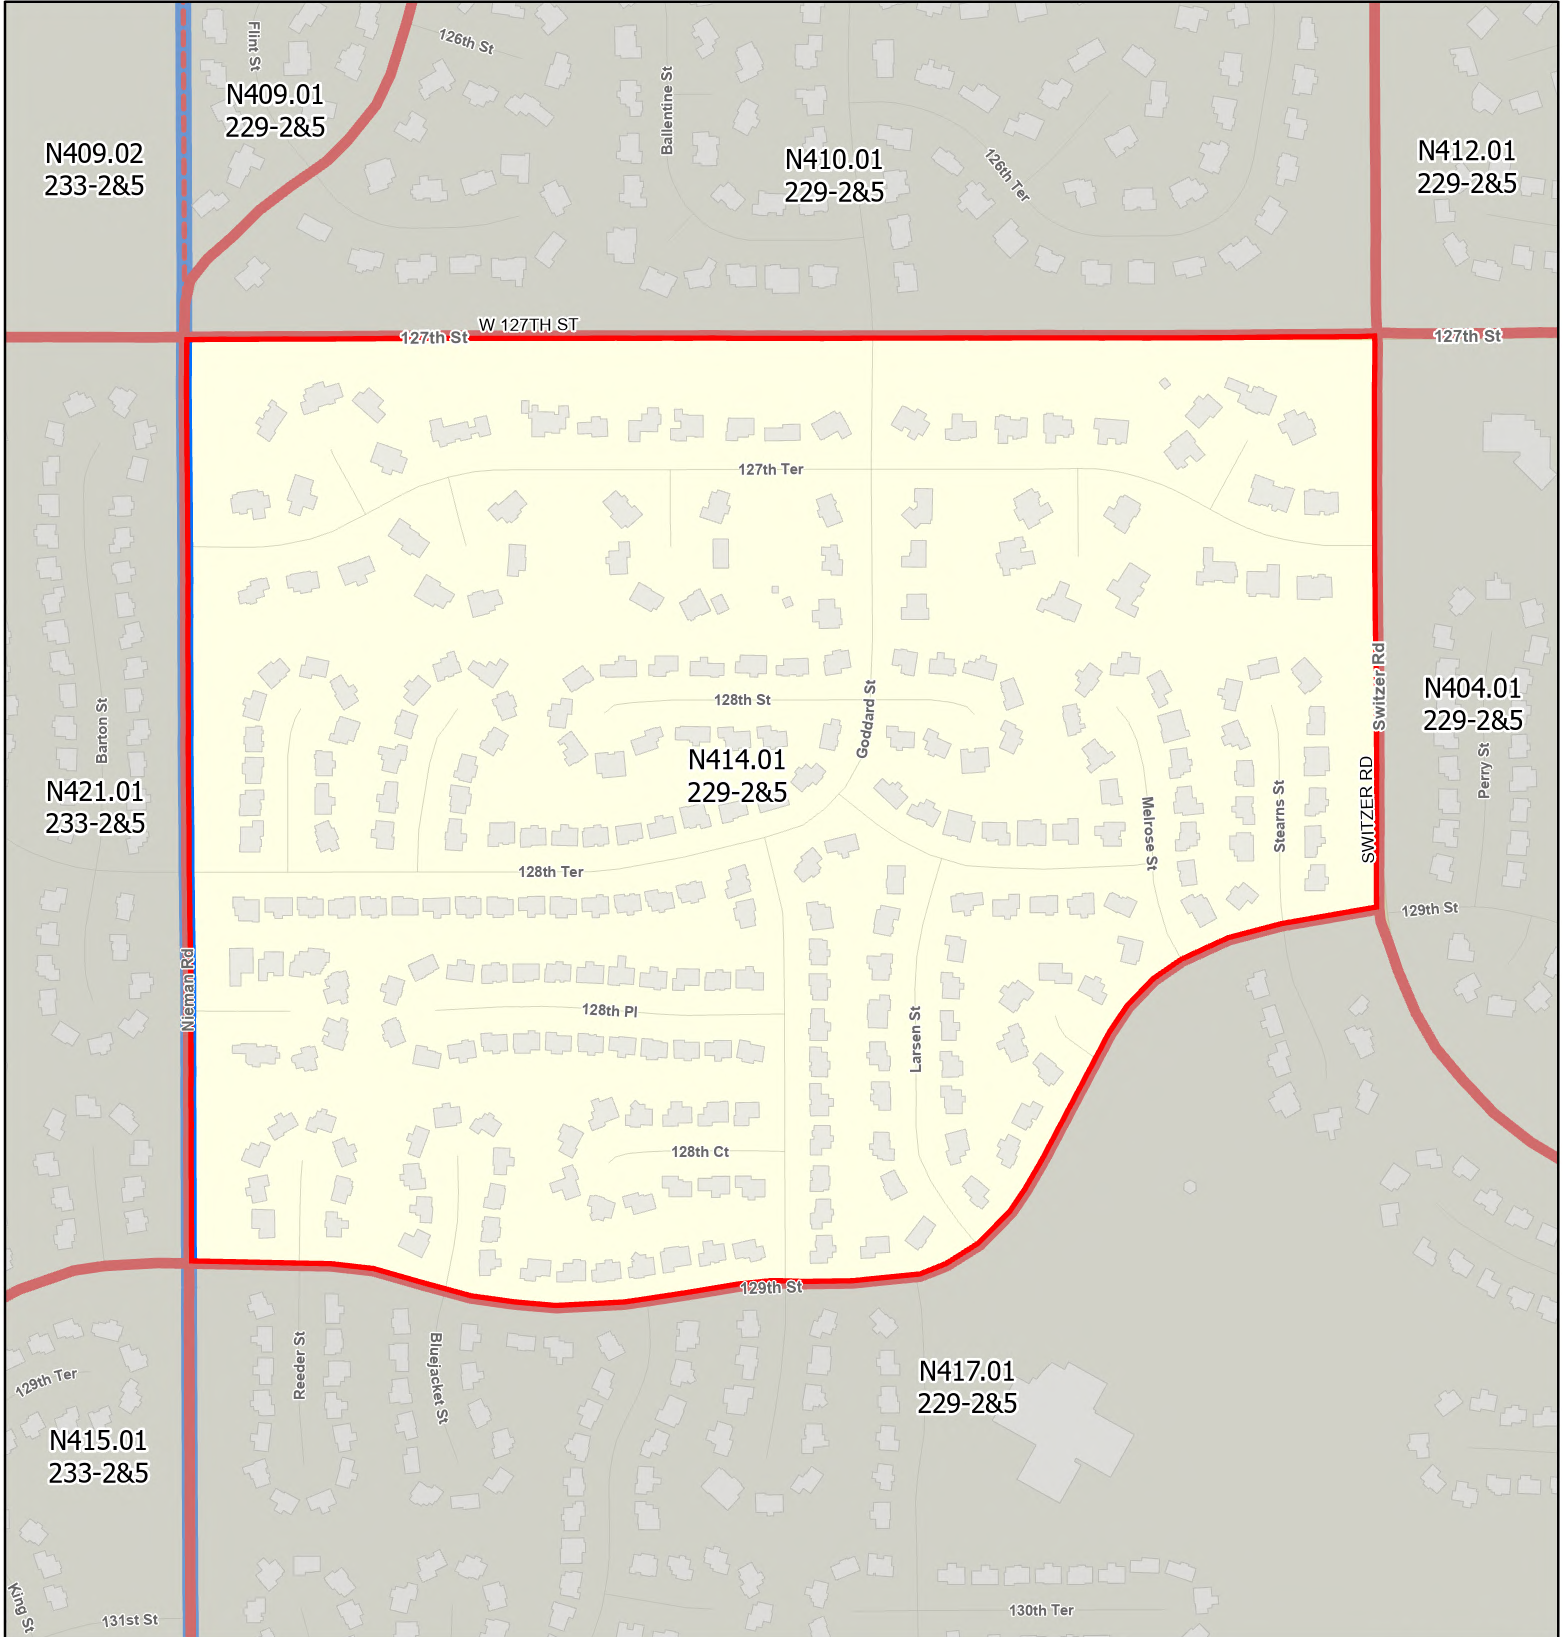 Flint St
126th St
N409.01
229-2&5
Ballentine St
N409.02
233-2&5
N410.01
229-2&5
126th Ter
N412.01
229-2&5
W 127TH ST
127th St
127th St
127th Ter
Switzer Rd
N404.01
229-2&5
Goddard St
128th St
Barton St
N414.01
229-2&5
Perry St
N421.01
233-2&5
SWITZER RD
Stearns St
Melrose St
128th Ter
129th St
Nieman Rd
128th Pl
Larsen St
128th Ct
129th St
Reeder St
Bluejacket St
129th Ter
N417.01
229-2&5
N415.01
233-2&5
King St
131st St
130th Ter